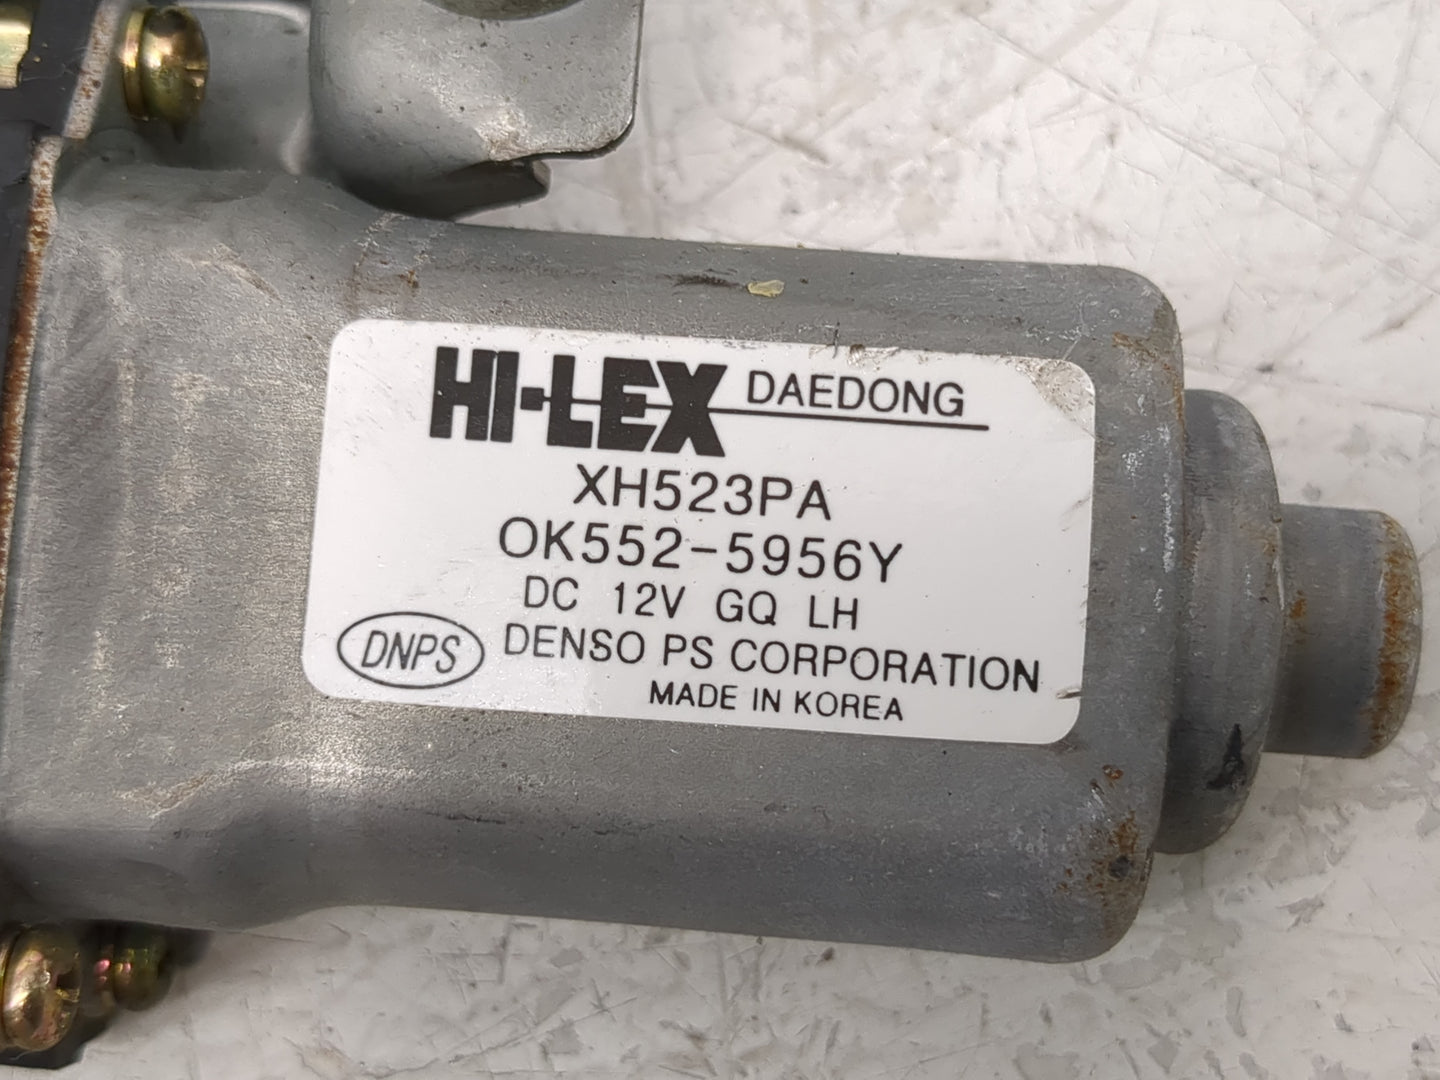 HI-LEX DAEDONG
XH523PA
OK552-5956Y
DC 12V GQ LH
DNPS DENSO PS CORPORATION
MADE IN KOREA